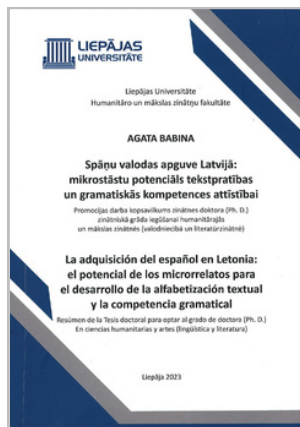 LIEPĀJAS
UNIVERSITĀTE
Liepājas Universitāte
Humanitāro un mākslas zinātņu fakultāte
AGATA BABINA
Spāņu valodas apguve Latvijā:
mikrostāstu potenciāls tekstpratības
un gramatiskās kompetences attīstībai
Promocijas darba kopsavilkums zinātnes doktora (Ph. D.)
zinātniskā grāda iegūšanai humanitārajās
un mākslas zinātnēs (valodniecībā un literatūrzinātnē)
La adquisición del español en Letonia:
el potencial de los microrrelatos para
el desarrollo de la alfabetización textual
y la competencia gramatical
Resúmen de la Tesis doctoral para optar al grado de doctora (Ph. D.)
En ciencias humanitarias y artes (lingüística y literatura)
Liepāja 2023